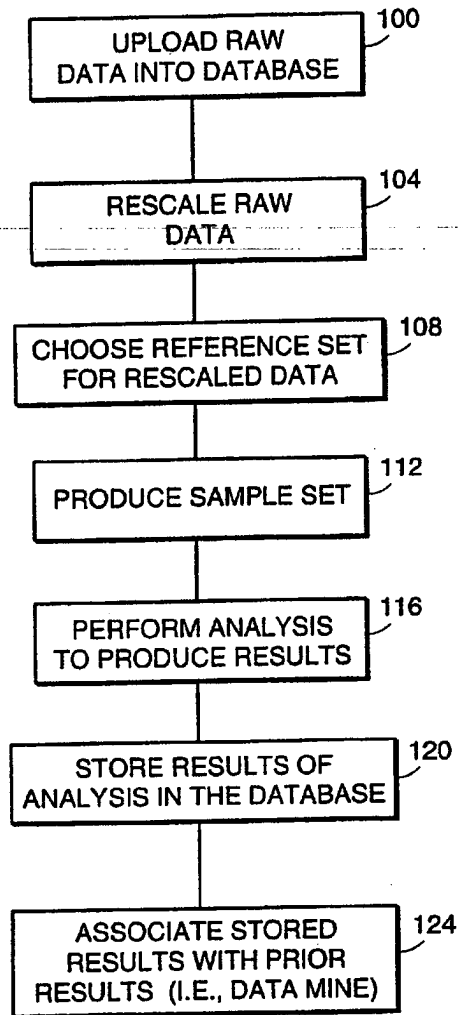 UPLOAD RAW
DATA INTO DATABASE
100
RESCALE RAW
DATA
104
CHOOSE REFERENCE SET
FOR RESCALED DATA
108
PRODUCE SAMPLE SET
112
PERFORM ANALYSIS
TO PRODUCE RESULTS
116
STORE RESULTS OF
ANALYSIS IN THE DATABASE
120
ASSOCIATE STORED
RESULTS WITH PRIOR
RESULTS (I.E., DATA MINE)
124